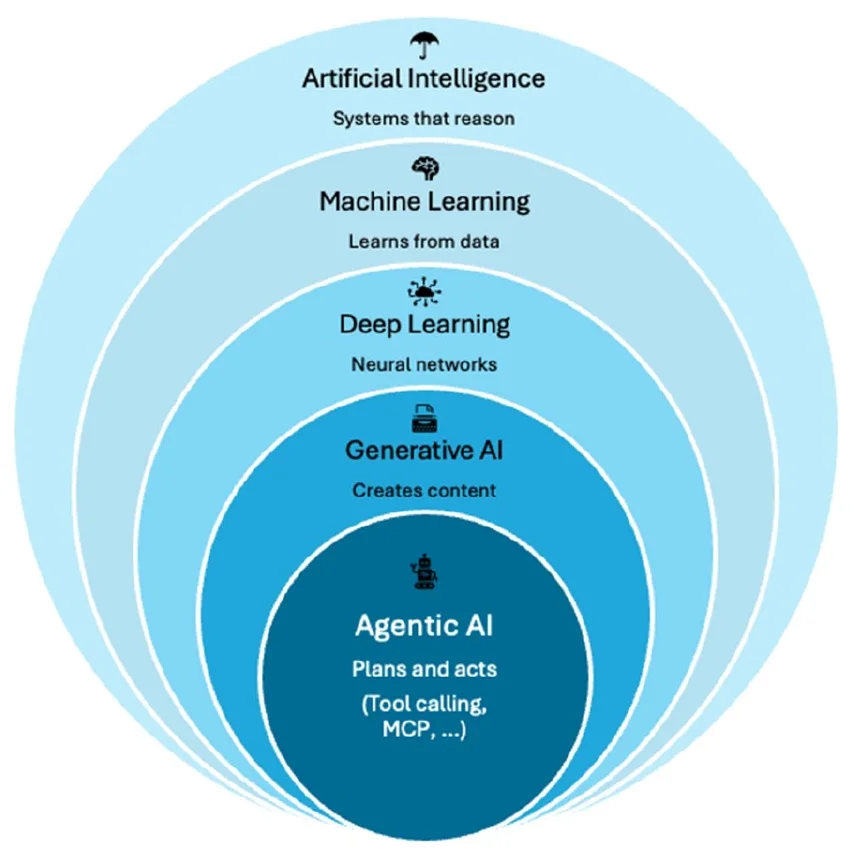 Artificial Intelligence
Systems that reason
Machine Learning
Learns from data
Deep Learning
Neural networks
Generative AI
Creates content
Agentic AI
Plans and acts
(Tool calling,
MCP, ...)